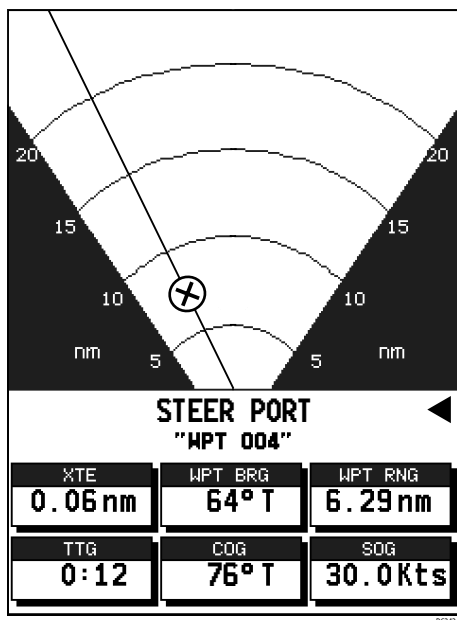 20 20
15 15
10 10
nm nm
5 5
STEER PORT
"WPT 004"
XTE WPT BRG WPT RNG
0.06nm 64°T 6.29nm
TTG COG SOG
0:12 76°T 30.0Kts